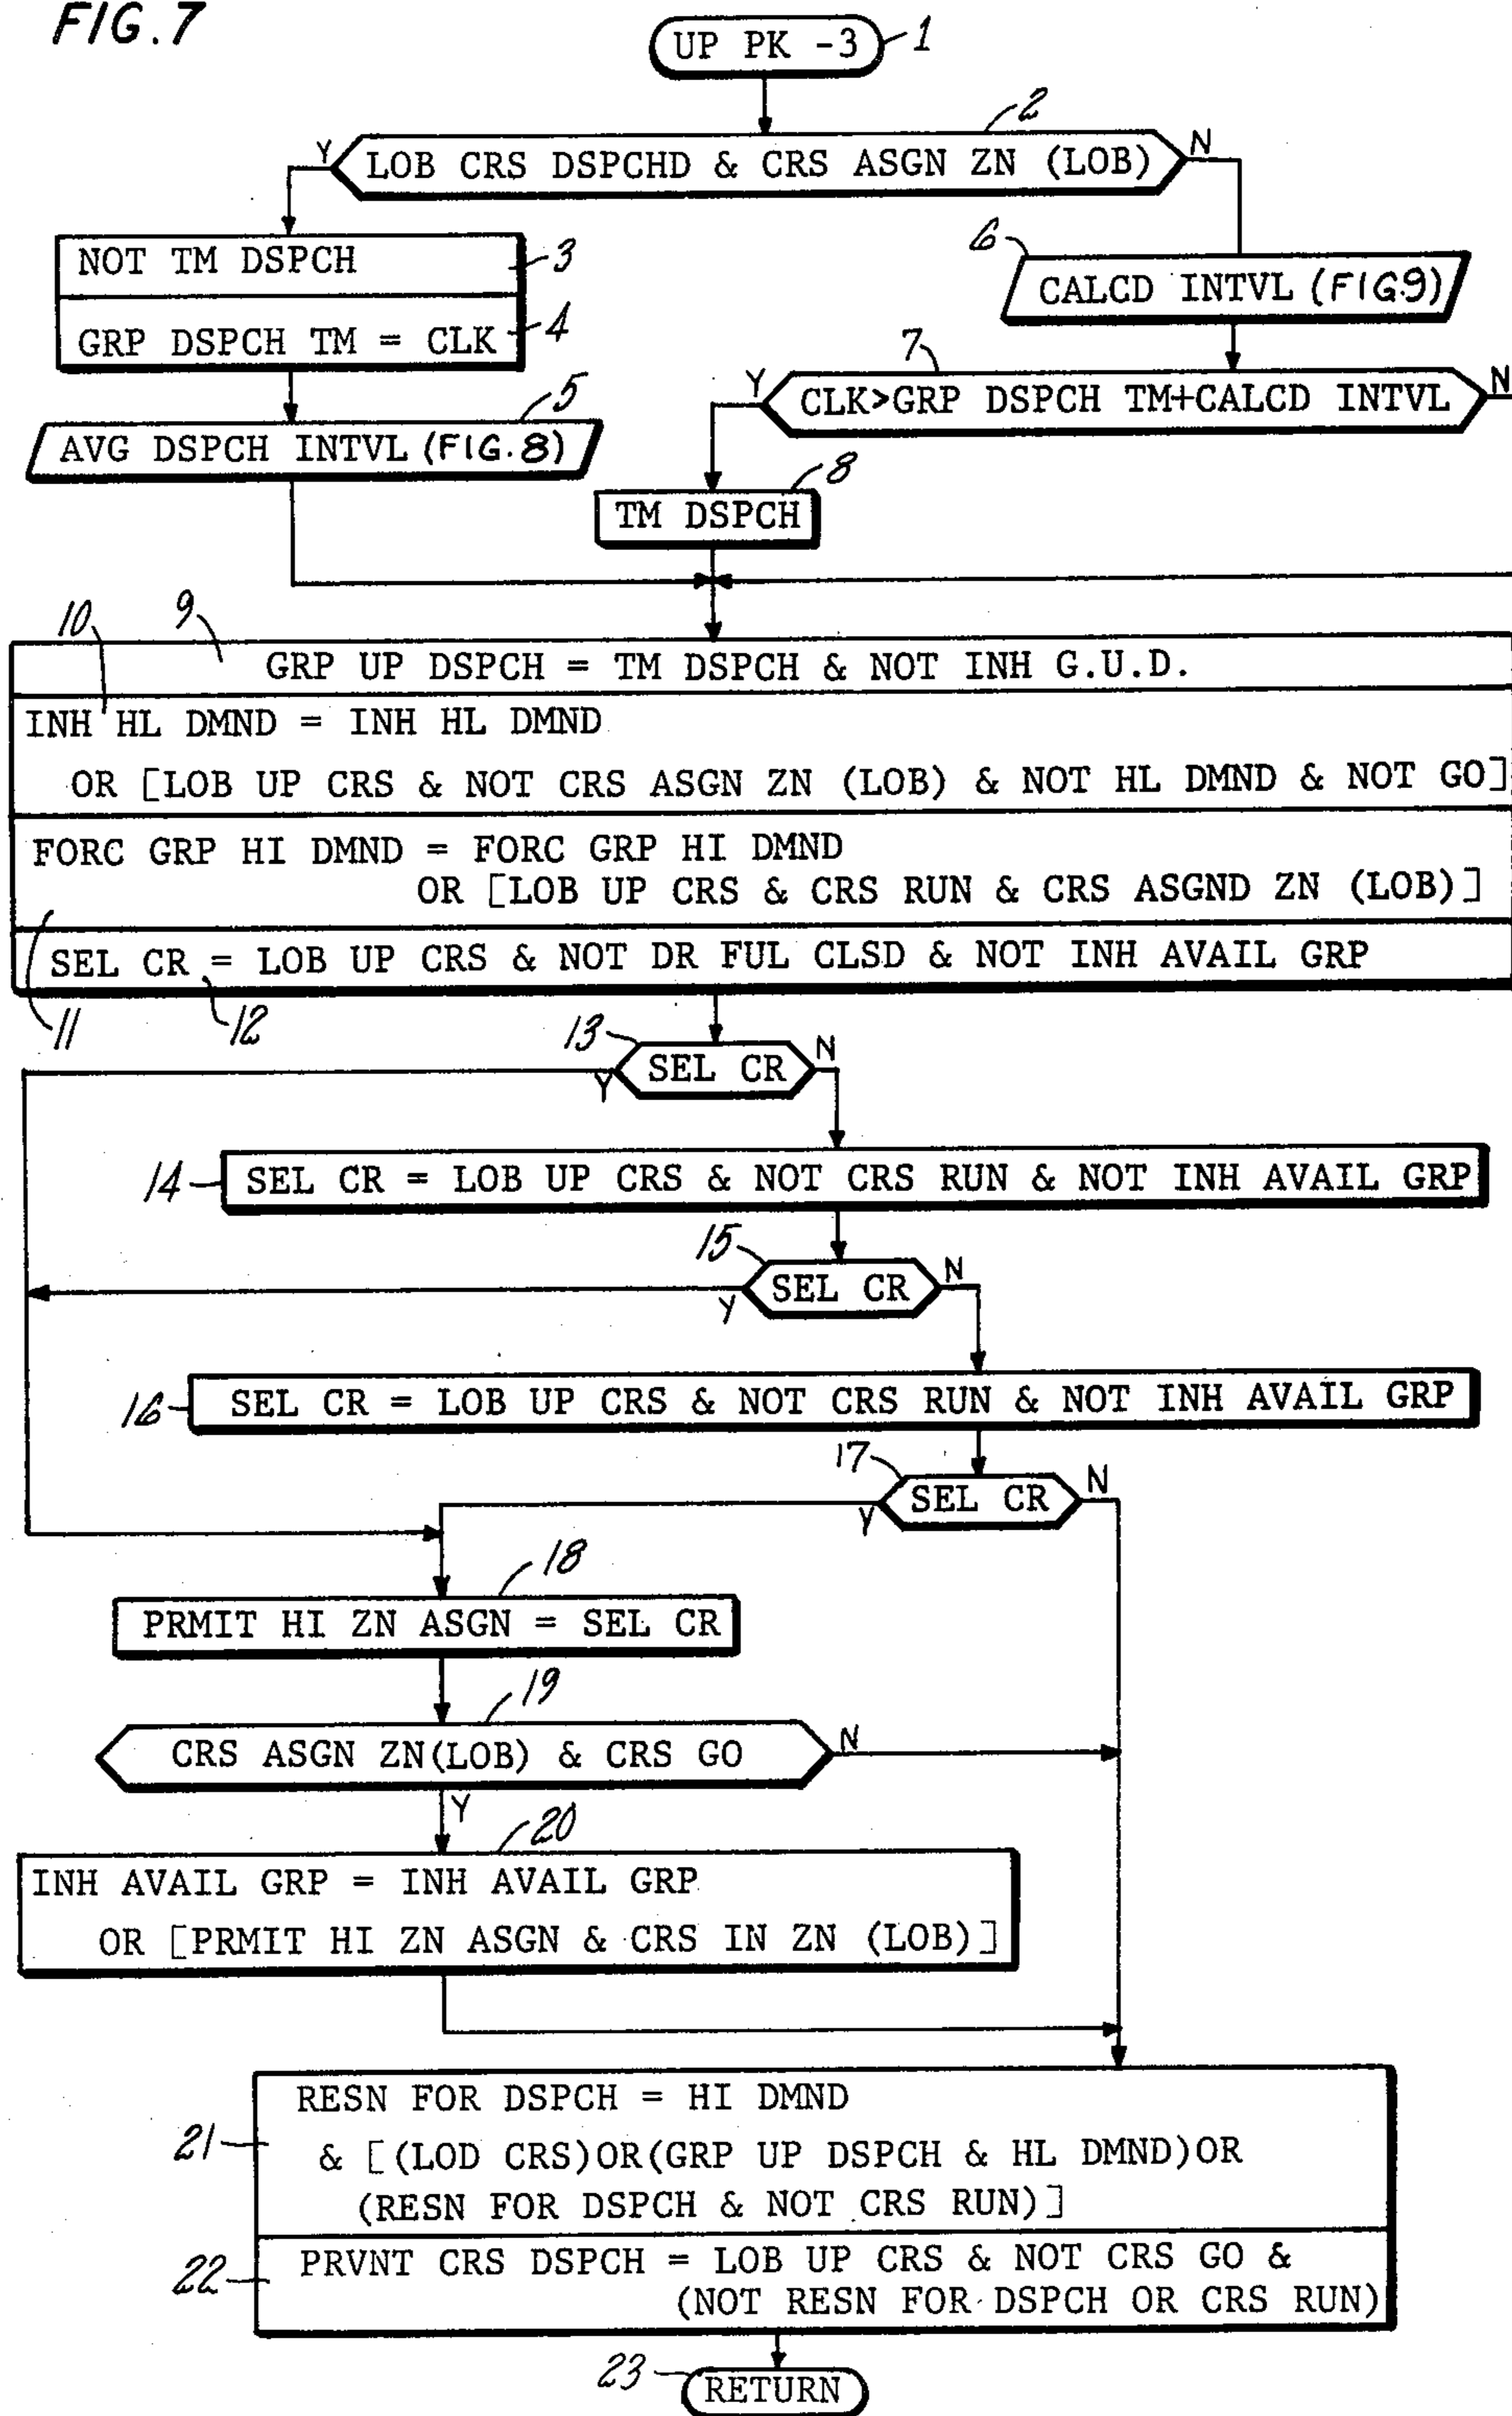 FIG. 7
UP PK -3
1
2
Y
LOB CRS DSPCHD & CRS ASGN ZN (LOB)
N
NOT TM DSPCH
3
GRP DSPCH TM = CLK
4
6
CALCD INTVL (FIG.9)
5
AVG DSPCH INTVL (FIG. 8)
7
Y
CLK>GRP DSPCH TM+CALCD INTVL
N
8
TM DSPCH
9
GRP UP DSPCH = TM DSPCH & NOT INH G.U.D.
10
INH HL DMND = INH HL DMND
OR [LOB UP CRS & NOT CRS ASGN ZN (LOB) & NOT HL DMND & NOT GO]
FORC GRP HI DMND = FORC GRP HI DMND
OR [LOB UP CRS & CRS RUN & CRS ASGND ZN (LOB)]
11
SEL CR = LOB UP CRS & NOT DR FUL CLSD & NOT INH AVAIL GRP
12
13
SEL CR
Y
N
14
SEL CR = LOB UP CRS & NOT CRS RUN & NOT INH AVAIL GRP
15
SEL CR
Y
N
16
SEL CR = LOB UP CRS & NOT CRS RUN & NOT INH AVAIL GRP
17
SEL CR
Y
N
18
PRMIT HI ZN ASGN = SEL CR
19
CRS ASGN ZN(LOB) & CRS GO
N
Y
20
INH AVAIL GRP = INH AVAIL GRP
OR [PRMIT HI ZN ASGN & CRS IN ZN (LOB)]
21
RESN FOR DSPCH = HI DMND
& [(LOD CRS)OR(GRP UP DSPCH & HL DMND)OR
(RESN FOR DSPCH & NOT CRS RUN)]
22
PRVNT CRS DSPCH = LOB UP CRS & NOT CRS GO &
(NOT RESN FOR DSPCH OR CRS RUN)
23
RETURN